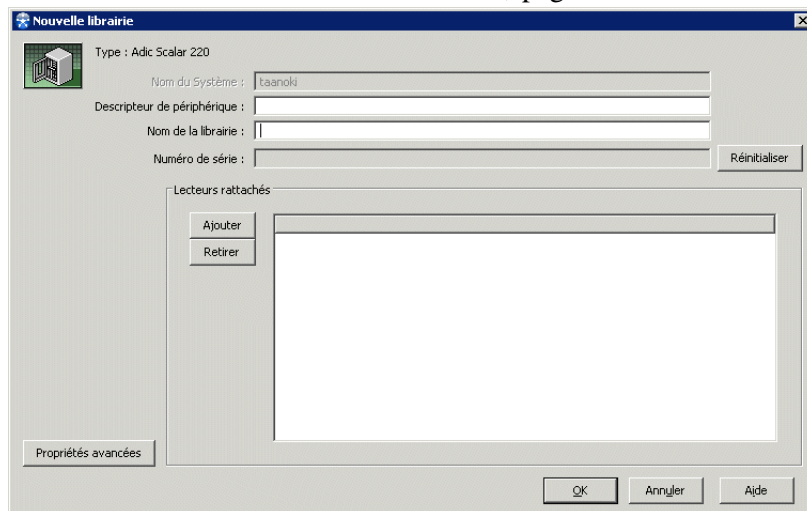 , page
Nouvelle librairie
Type : Adic Scalar 220
Nom du Système : taanoki
Descripteur de périphérique :
Nom de la librairie :
Numéro de série : Réinitialiser
Lecteurs rattachés
Ajouter
Retirer
Propriétés avancées
OK Annuler Aide